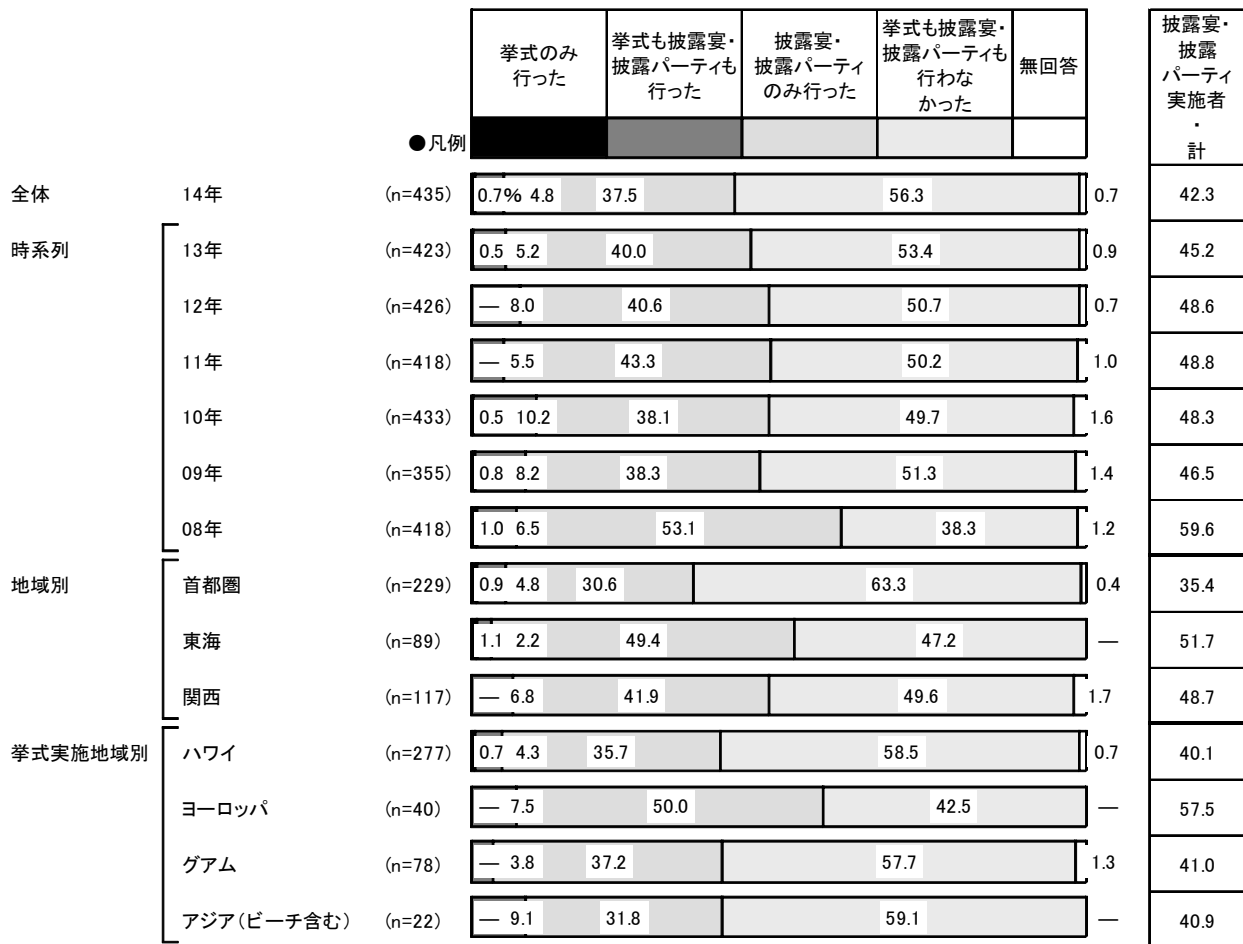 挙式のみ
行った
挙式も披露宴・
披露パーティも
行った
披露宴・
披露パーティ
のみ行った
挙式も披露宴・
披露パーティも
行わな
かった
無回答
披露宴・
披露
パーティ
実施者
・
計
●凡例
全体 14年 (n=435) 0.7% 4.8 37.5 56.3 0.7 42.3
時系列 13年 (n=423) 0.5 5.2 40.0 53.4 0.9 45.2
12年 (n=426) — 8.0 40.6 50.7 0.7 48.6
11年 (n=418) — 5.5 43.3 50.2 1.0 48.8
10年 (n=433) 0.5 10.2 38.1 49.7 1.6 48.3
09年 (n=355) 0.8 8.2 38.3 51.3 1.4 46.5
08年 (n=418) 1.0 6.5 53.1 38.3 1.2 59.6
地域別 首都圏 (n=229) 0.9 4.8 30.6 63.3 0.4 35.4
東海 (n=89) 1.1 2.2 49.4 47.2 — 51.7
関西 (n=117) — 6.8 41.9 49.6 1.7 48.7
挙式実施地域別 ハワイ (n=277) 0.7 4.3 35.7 58.5 0.7 40.1
ヨーロッパ (n=40) — 7.5 50.0 42.5 — 57.5
グアム (n=78) — 3.8 37.2 57.7 1.3 41.0
アジア(ビーチ含む) (n=22) — 9.1 31.8 59.1 — 40.9